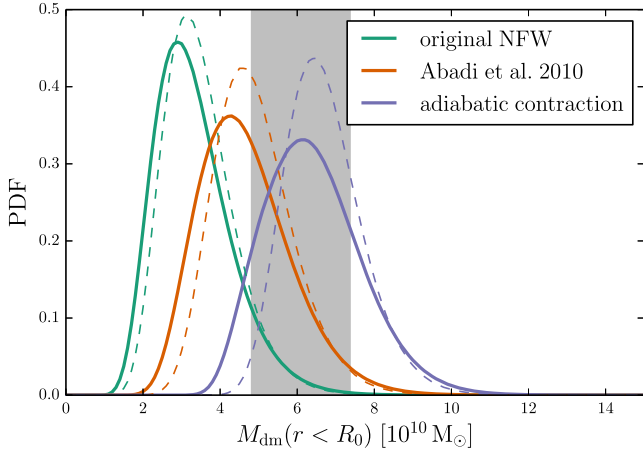 0.5
0.4
0.3
0.2
0.1
0.0
PDF
original NFW
Abadi et al. 2010
adiabatic contraction
0 2 4 6 8 10 12 14
M_dm(r < R_0) [10^10 M_⊙]